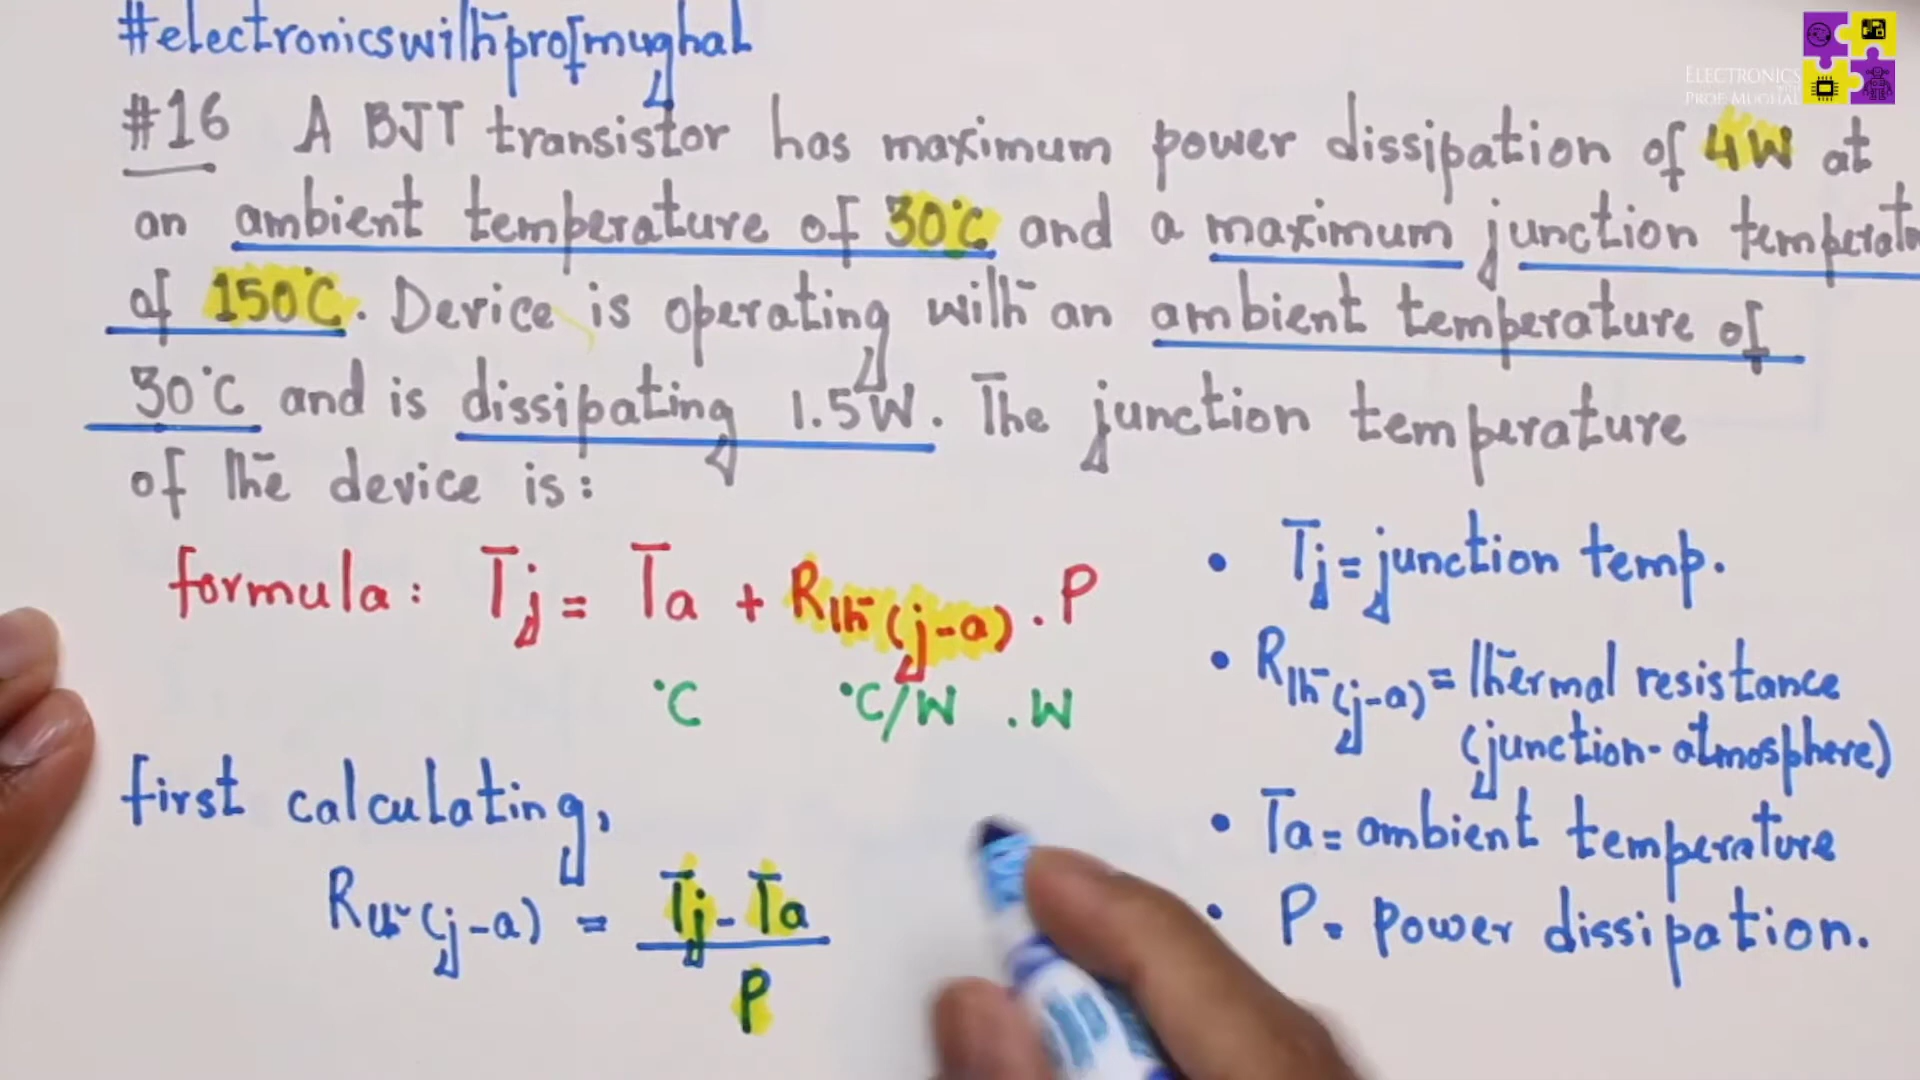 #electronicswithprofmughal
ELECTRONICS
WITH
PROF. MUGHAL
#16 A BJT transistor has maximum power dissipation of 4W at
an ambient temperature of 30°C and a maximum junction temperatu
of 150°C. Device is operating with an ambient temperature of
30°C and is dissipating 1.5W. The junction temperature
of the device is:
formula: Tj = Ta + Rth(j-a) . P
°C °C/W . W
• Tj = junction temp.
• Rth(j-a) = thermal resistance
(junction-atmosphere)
• Ta = ambient temperature
• P = power dissipation.
first calculating,
Rth(j-a) = Tj - Ta
P